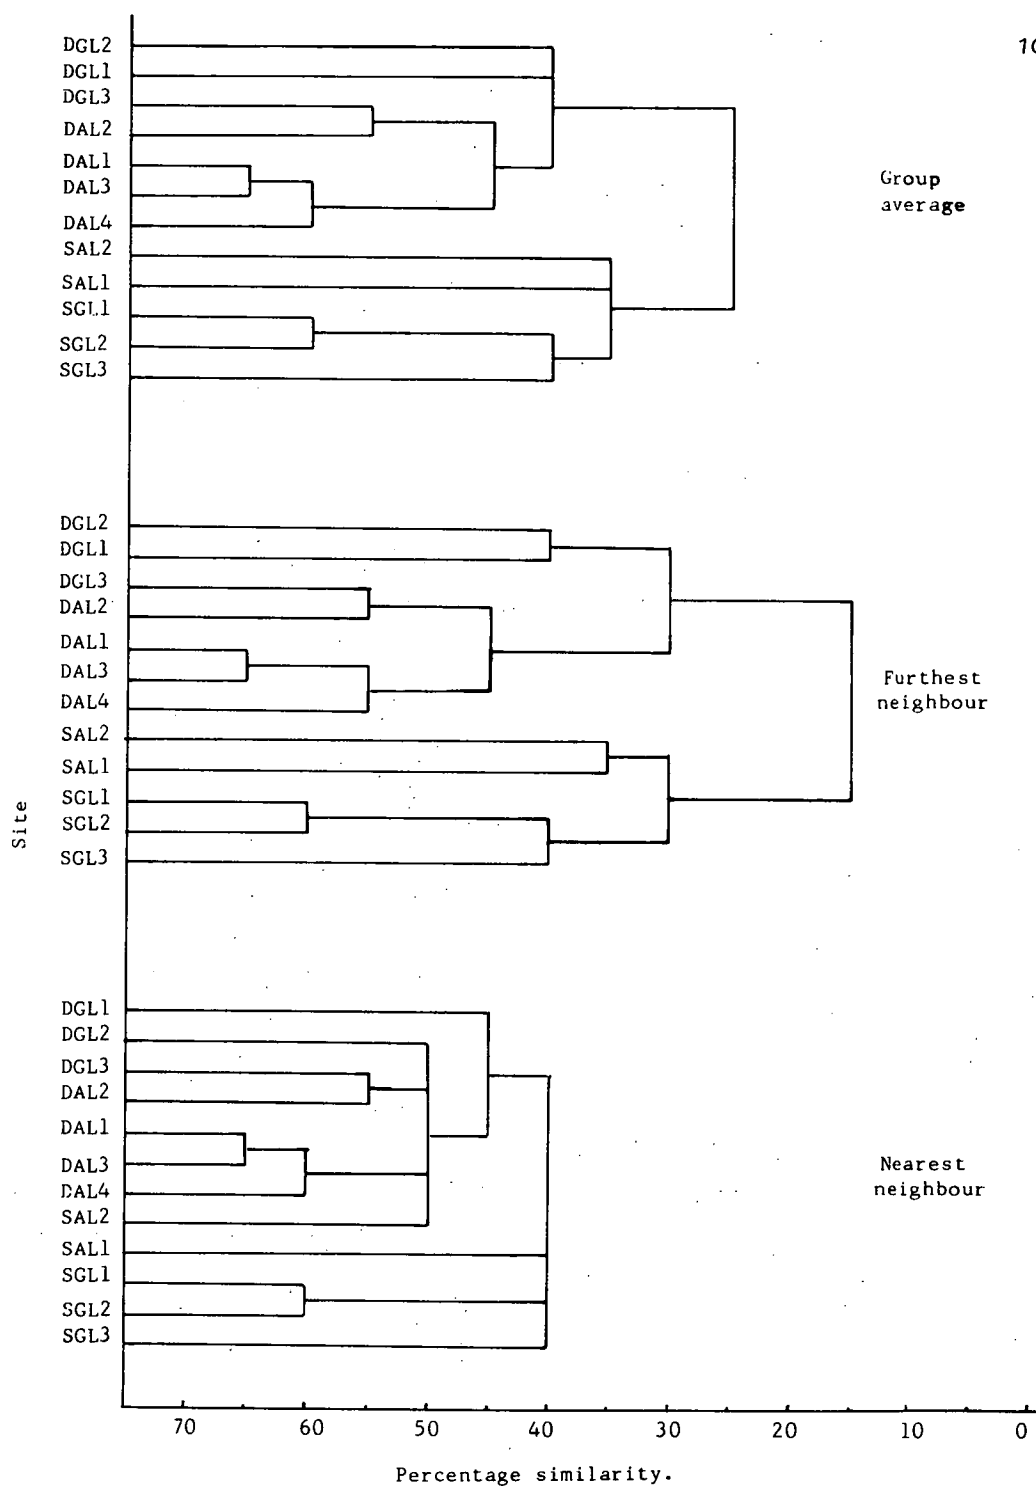 10
DGL2
DGL1
DGL3
DAL2
DAL1
DAL3
DAL4
SAL2
SAL1
SGL1
SGL2
SGL3
Group
average
DGL2
DGL1
DGL3
DAL2
DAL1
DAL3
DAL4
SAL2
SAL1
SGL1
SGL2
SGL3
Furthest
neighbour
Site
DGL1
DGL2
DGL3
DAL2
DAL1
DAL3
DAL4
SAL2
SAL1
SGL1
SGL2
SGL3
Nearest
neighbour
70 60 50 40 30 20 10 0
Percentage similarity.